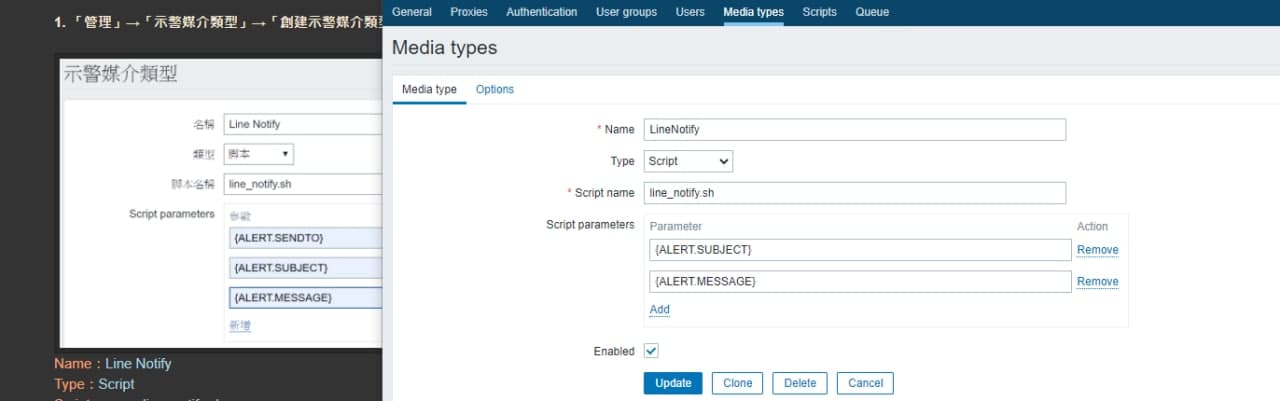 1. 「管理」→「示警媒介類型」→「創建示警媒介類型
示警媒介類型
名稱 Line Notify
類型 腳本
腳本名稱 line_notify.sh
Script parameters 參數
{ALERT.SENDTO}
{ALERT.SUBJECT}
{ALERT.MESSAGE}
新增
Name：Line Notify
Type：Script
General Proxies Authentication User groups Users Media types Scripts Queue
Media types
Media type Options
* Name LineNotify
Type Script
* Script name line_notify.sh
Script parameters Parameter Action
{ALERT.SUBJECT} Remove
{ALERT.MESSAGE} Remove
Add
Enabled
Update Clone Delete Cancel